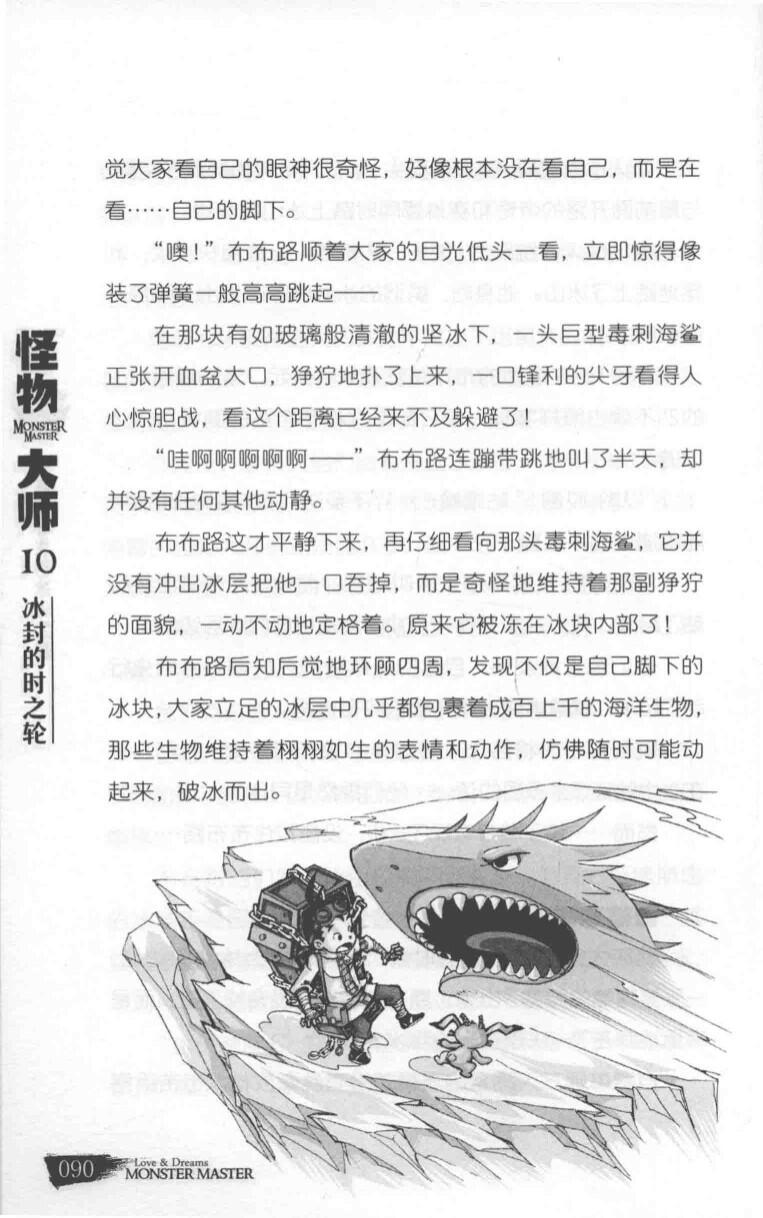 觉大家看自己的眼神很奇怪，好像根本没在看自己，而是在
看……自己的脚下。
“噢！”布布路顺着大家的目光低头一看，立即惊得像
装了弹簧一般高高跳起——
在那块有如玻璃般清澈的坚冰下，一头巨型毒刺海鲨
正张开血盆大口，狰狞地扑了上来，一口锋利的尖牙看得人
心惊胆战，看这个距离已经来不及躲避了！
“哇啊啊啊啊啊——”布布路连蹦带跳地叫了半天，却
并没有任何其他动静。
布布路这才平静下来，再仔细看向那头毒刺海鲨，它并
没有冲出冰层把他一口吞掉，而是奇怪地维持着那副狰狞
的面貌，一动不动地定格着。原来它被冻在冰块内部了！
布布路后知后觉地环顾四周，发现不仅是自己脚下的
冰块，大家立足的冰层中几乎都包裹着成百上千的海洋生物，
那些生物维持着栩栩如生的表情和动作，仿佛随时可能动
起来，破冰而出。
怪物
MONSTER
MASTER
大师
10
冰封的时之轮
090
Love & Dreams
MONSTER MASTER